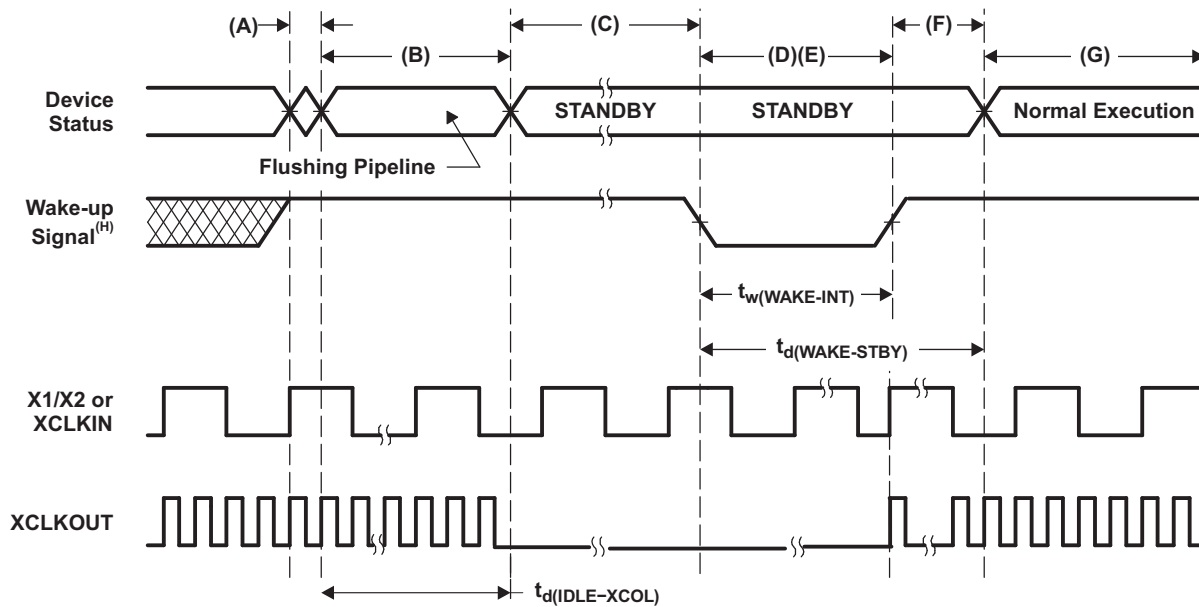 (A)
(C)
(F)
(B)
(D)(E)
(G)
Device
Status
STANDBY
STANDBY
Normal Execution
Flushing Pipeline
Wake-up
Signal(H)
tw(WAKE-INT)
td(WAKE-STBY)
X1/X2 or
XCLKIN
XCLKOUT
td(IDLE−XCOL)